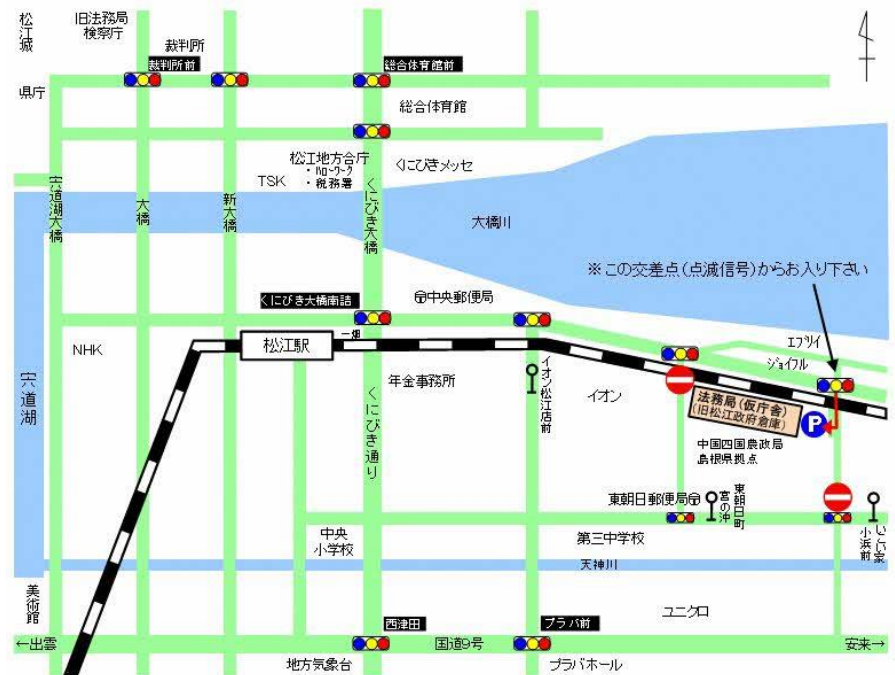 松江城
旧法務局
検察庁
裁判所
裁判所前
総合体育館前
県庁
総合体育館
松江地方合庁
・ハローワーク
・税務署
くにびきメッセ
TSK
宍道湖大橋
大橋
新大橋
くにびき大橋
大橋川
※この交差点(点滅信号)からお入り下さい
くにびき大橋南詰
〒中央郵便局
エフツイ
ジョイフル
NHK
松江駅
一畑
宍道湖
年金事務所
くにびき通り
イオン松江店前
イオン
法務局(仮庁舎)
(旧松江政府倉庫)
P
中国四国農政局
島根県拠点
東朝日郵便局〒
宮の沖
東朝日町
いこい家
小浜前
中央
小学校
第三中学校
天神川
美術館
ユニクロ
西津田
プラバ前
←出雲
国道9号
安来→
地方気象台
プラバホール